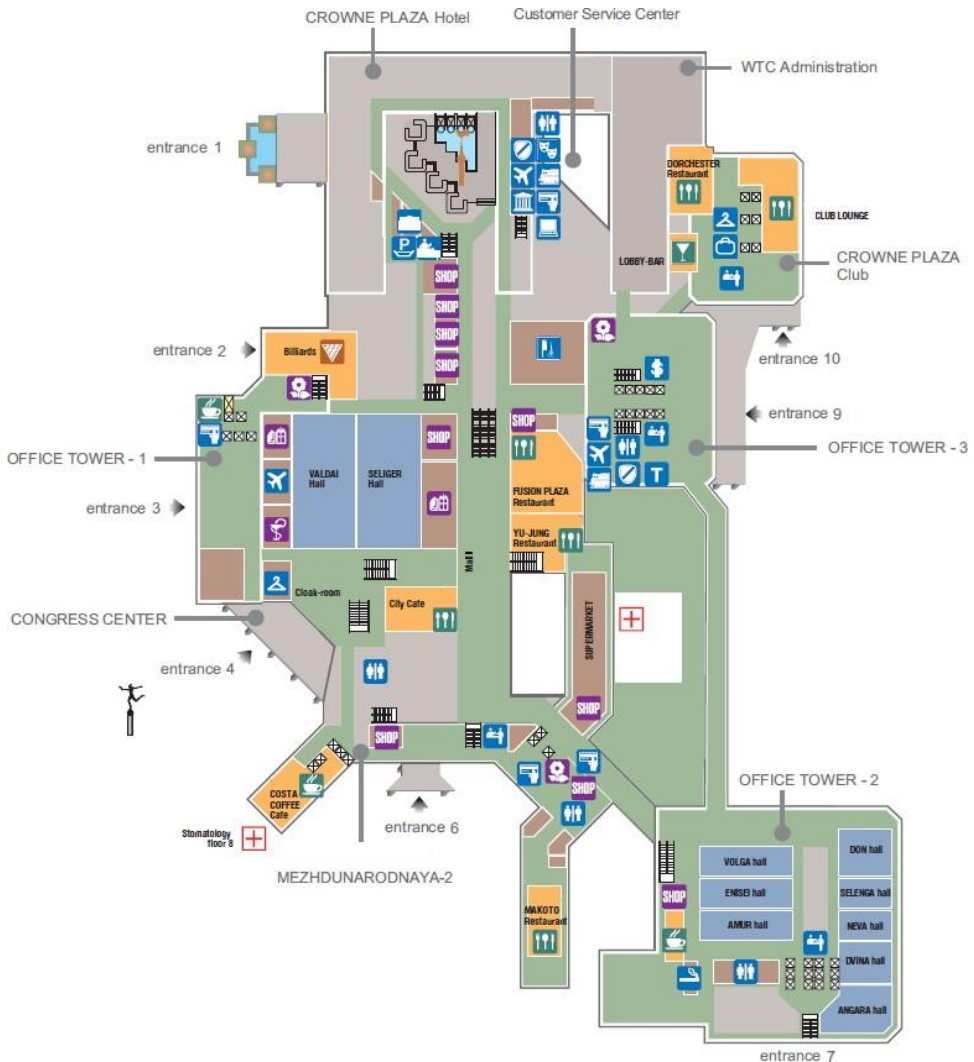 CROWNE PLAZA Hotel
Customer Service Center
WTC Administration
entrance 1
DORCHESTER
Restaurant
CLUB LOUNGE
LOBBY-BAR
CROWNE PLAZA
Club
P
SHOP
SHOP
SHOP
SHOP
entrance 2
Billiards
entrance 10
entrance 9
OFFICE TOWER - 1
VALDAI
Hall
SELIGER
Hall
SHOP
SHOP
FUSION PLAZA
Restaurant
T
OFFICE TOWER - 3
entrance 3
YU-JUNG
Restaurant
Mall
Cloak-room
City Cafe
SUPERMARKET
CONGRESS CENTER
entrance 4
SHOP
SHOP
COSTA
COFFEE
Cafe
SHOP
entrance 6
Stomatology
floor 8
MEZHDUNARODNAYA-2
OFFICE TOWER - 2
MAKOTO
Restaurant
SHOP
VOLGA hall
DON hall
ENISEI hall
SELENGA hall
AMUR hall
NEVA hall
DVINA hall
ANGARA hall
entrance 7